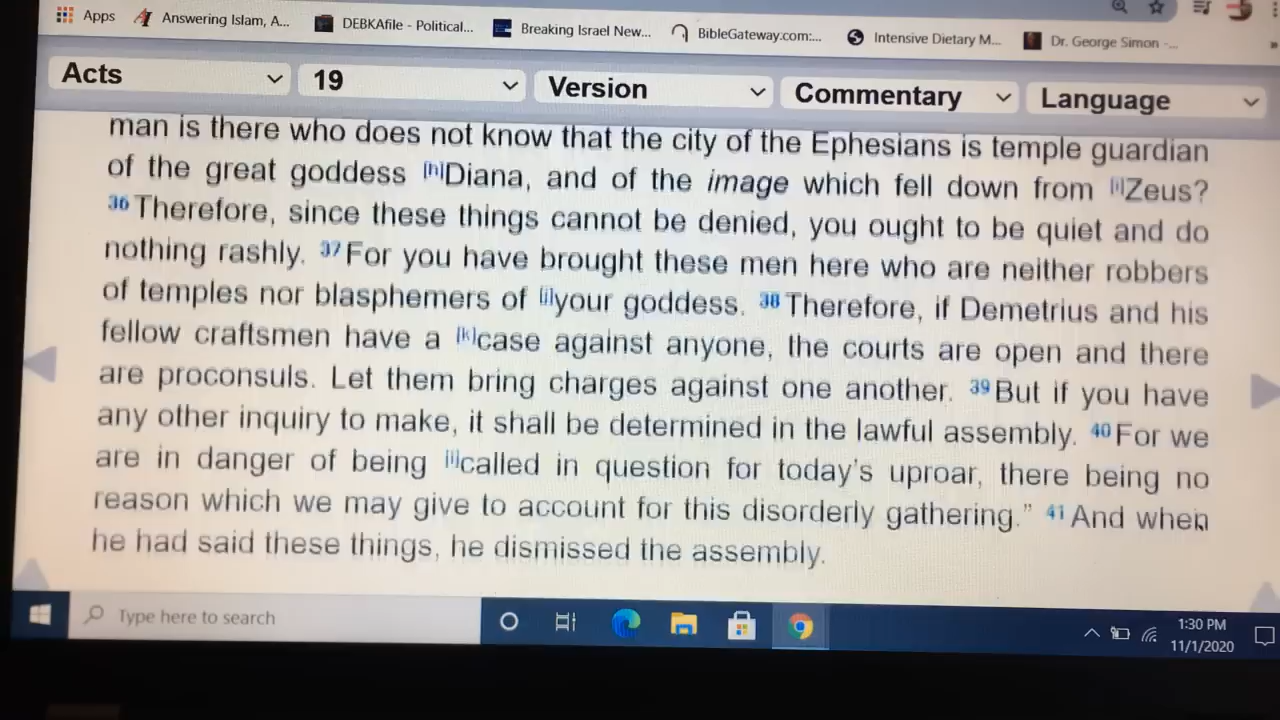 Apps Answering Islam, A... DEBKAfile - Political... Breaking Israel New... BibleGateway.com:... Intensive Dietary M... Dr. George Simon -...
Acts 19 Version Commentary Language
man is there who does not know that the city of the Ephesians is temple guardian
of the great goddess [h]Diana, and of the image which fell down from [i]Zeus?
36 Therefore, since these things cannot be denied, you ought to be quiet and do
nothing rashly. 37 For you have brought these men here who are neither robbers
of temples nor blasphemers of [j]your goddess. 38 Therefore, if Demetrius and his
fellow craftsmen have a [k]case against anyone, the courts are open and there
are proconsuls. Let them bring charges against one another. 39 But if you have
any other inquiry to make, it shall be determined in the lawful assembly. 40 For we
are in danger of being [l]called in question for today's uproar, there being no
reason which we may give to account for this disorderly gathering.” 41 And when
he had said these things, he dismissed the assembly.
Type here to search
1:30 PM
11/1/2020